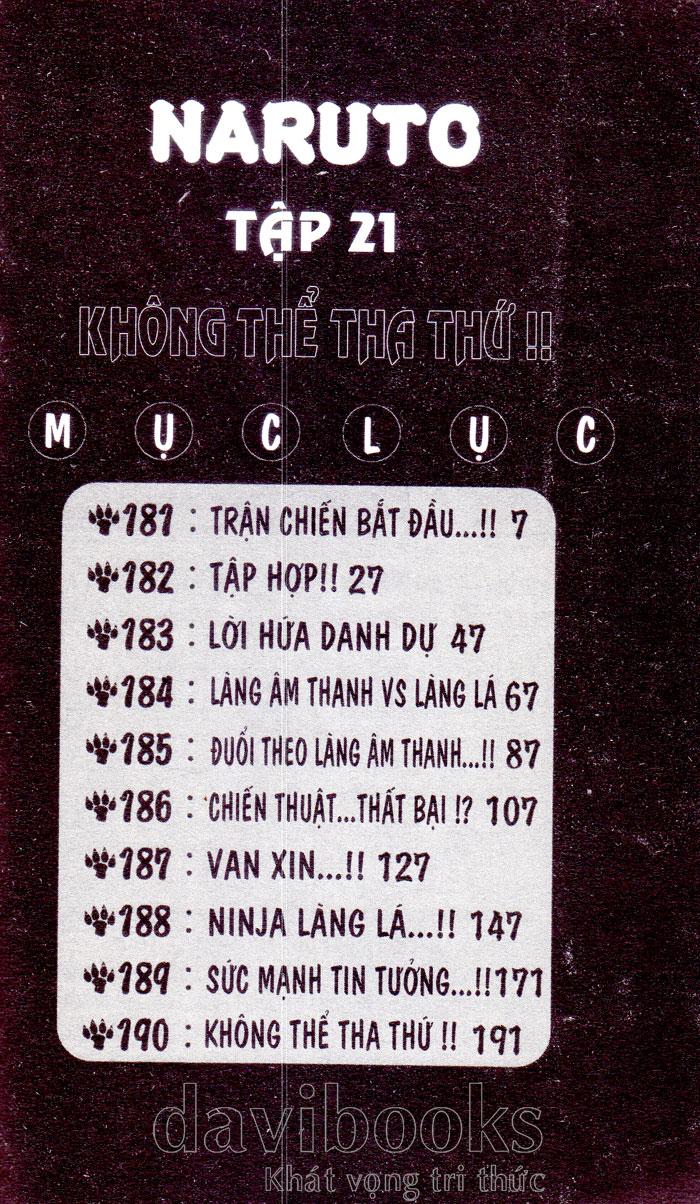 NARUTO
TẬP 21
KHÔNG THỂ THA THỨ !!
MỤC LỤC
181 : TRẬN CHIẾN BẮT ĐẦU...!! 7
182 : TẬP HỢP!! 27
183 : LỜI HỨA DANH DỰ 47
184 : LÀNG ÂM THANH VS LÀNG LÁ 67
185 : ĐUỔI THEO LÀNG ÂM THANH...!! 87
186 : CHIẾN THUẬT...THẤT BẠI !? 107
187 : VAN XIN...!! 127
188 : NINJA LÀNG LÁ...!! 147
189 : SỨC MẠNH TIN TƯỞNG...!! 171
190 : KHÔNG THỂ THA THỨ !! 191
davibooks
Khát vọng tri thức